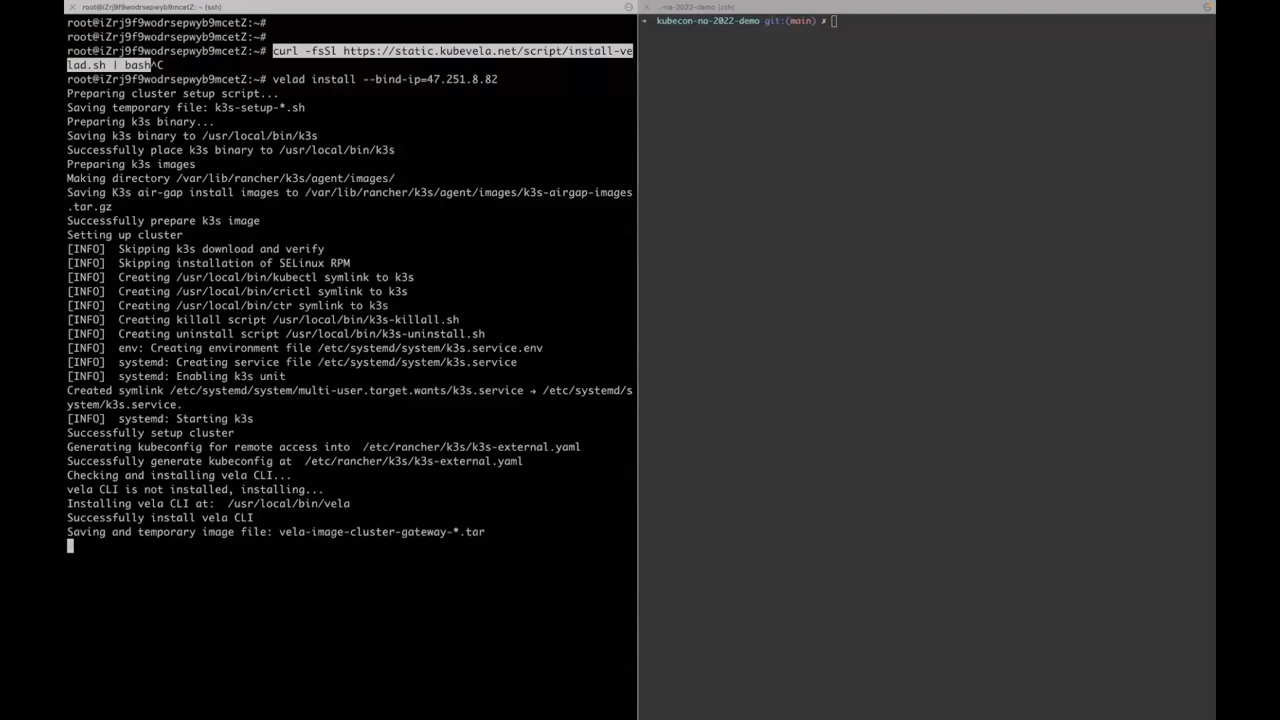 root@iZrj9f9wodrsepwyb9mcetZ: ~ (ssh)
root@iZrj9f9wodrsepwyb9mcetZ:~#
root@iZrj9f9wodrsepwyb9mcetZ:~#
root@iZrj9f9wodrsepwyb9mcetZ:~# curl -fsSl https://static.kubevela.net/script/install-ve
lad.sh | bash^C
root@iZrj9f9wodrsepwyb9mcetZ:~# velad install --bind-ip=47.251.8.82
Preparing cluster setup script...
Saving temporary file: k3s-setup-*.sh
Preparing k3s binary...
Saving k3s binary to /usr/local/bin/k3s
Successfully place k3s binary to /usr/local/bin/k3s
Preparing k3s images
Making directory /var/lib/rancher/k3s/agent/images/
Saving K3s air-gap install images to /var/lib/rancher/k3s/agent/images/k3s-airgap-images
.tar.gz
Successfully prepare k3s image
Setting up cluster
[INFO]  Skipping k3s download and verify
[INFO]  Skipping installation of SELinux RPM
[INFO]  Creating /usr/local/bin/kubectl symlink to k3s
[INFO]  Creating /usr/local/bin/crictl symlink to k3s
[INFO]  Creating /usr/local/bin/ctr symlink to k3s
[INFO]  Creating killall script /usr/local/bin/k3s-killall.sh
[INFO]  Creating uninstall script /usr/local/bin/k3s-uninstall.sh
[INFO]  env: Creating environment file /etc/systemd/system/k3s.service.env
[INFO]  systemd: Creating service file /etc/systemd/system/k3s.service
[INFO]  systemd: Enabling k3s unit
Created symlink /etc/systemd/system/multi-user.target.wants/k3s.service → /etc/systemd/s
ystem/k3s.service.
[INFO]  systemd: Starting k3s
Successfully setup cluster
Generating kubeconfig for remote access into  /etc/rancher/k3s/k3s-external.yaml
Successfully generate kubeconfig at  /etc/rancher/k3s/k3s-external.yaml
Checking and installing vela CLI...
vela CLI is not installed, installing...
Installing vela CLI at:  /usr/local/bin/vela
Successfully install vela CLI
Saving and temporary image file: vela-image-cluster-gateway-*.tar
..-na-2022-demo (zsh)
→ kubecon-na-2022-demo git:(main) ✗